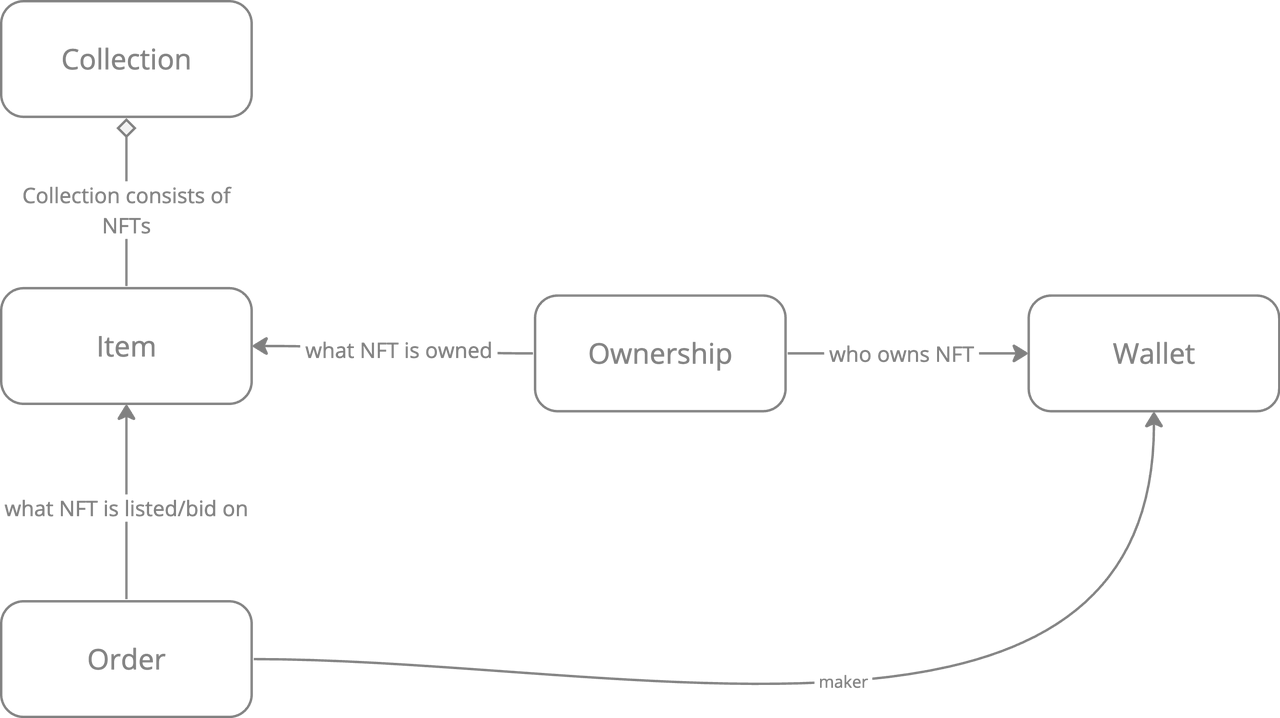 Collection
Collection consists of
NFTs
Item
what NFT is owned
Ownership
who owns NFT
Wallet
what NFT is listed/bid on
Order
maker